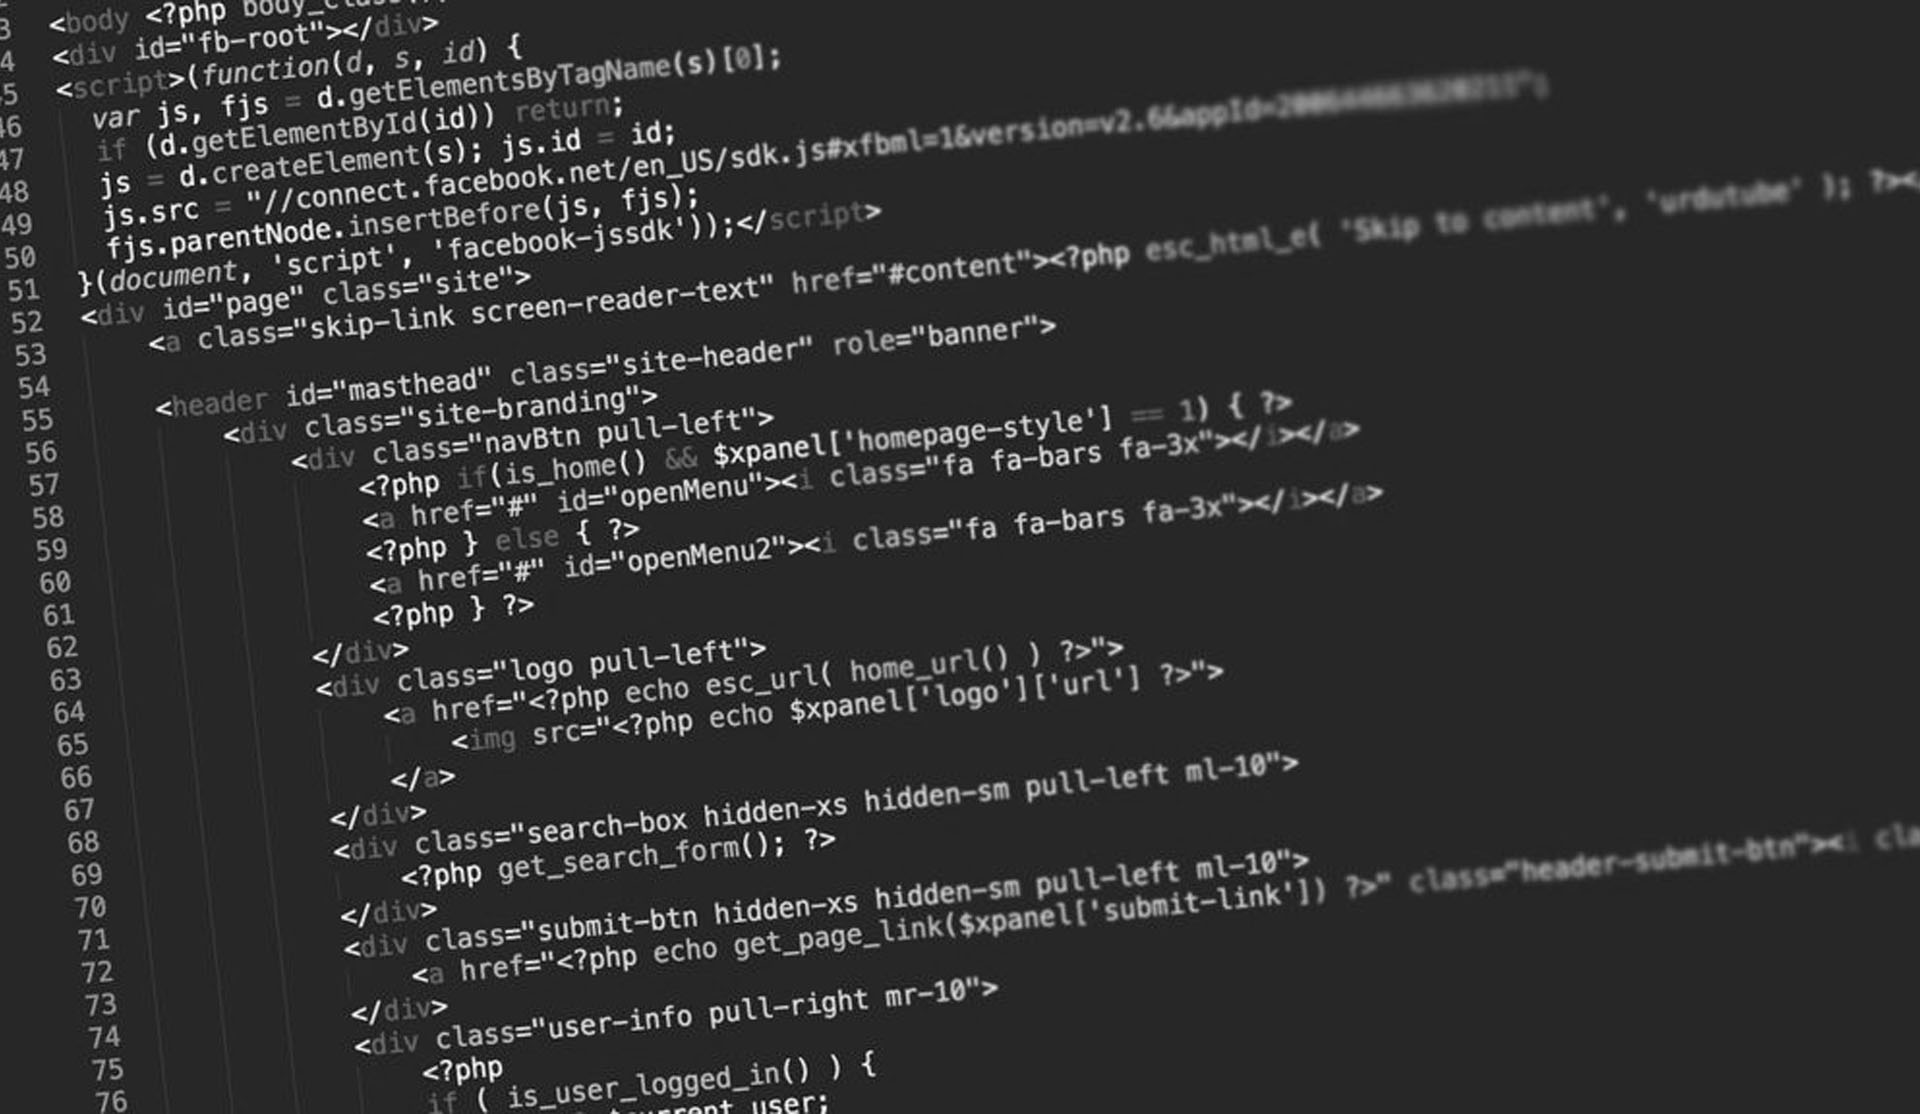 3 <body <?php body_class
4 <div id="fb-root"></div>
45 <script>(function(d, s, id) {
46 var js, fjs = d.getElementsByTagName(s)[0];
47 if (d.getElementById(id)) return;
48 js = d.createElement(s); js.id = id;
49 js.src = "//connect.facebook.net/en_US/sdk.js#xfbml=1&version=v2.6&appId=
50 fjs.parentNode.insertBefore(js, fjs);
51 }(document, 'script', 'facebook-jssdk'));</script>
52 <div id="page" class="site">
53 <a class="skip-link screen-reader-text" href="#content"><?php esc_html_e( 'Skip to content', 'urdutube' ); ?><
54
55 <header id="masthead" class="site-header" role="banner">
56 <div class="site-branding">
57 <div class="navBtn pull-left">
58 <?php if(is_home() && $xpanel['homepage-style'] == 1) { ?>
59 <a href="#" id="openMenu"><i class="fa fa-bars fa-3x"></i></a>
60 <?php } else { ?>
61 <a href="#" id="openMenu2"><i class="fa fa-bars fa-3x"></i></a>
62 <?php } ?>
63 </div>
64 <div class="logo pull-left">
65 <a href="<?php echo esc_url( home_url() ) ?>">
66 <img src="<?php echo $xpanel['logo']['url'] ?>">
67 </a>
68 </div>
69 <div class="search-box hidden-xs hidden-sm pull-left ml-10">
70 <?php get_search_form(); ?>
71 </div>
72 <div class="submit-btn hidden-xs hidden-sm pull-left ml-10">
73 <a href="<?php echo get_page_link($xpanel['submit-link']) ?>" class="header-submit-btn"><i cla
74 </div>
75 <div class="user-info pull-right mr-10">
76 <?php
if ( is_user_logged_in() ) {
current_user;